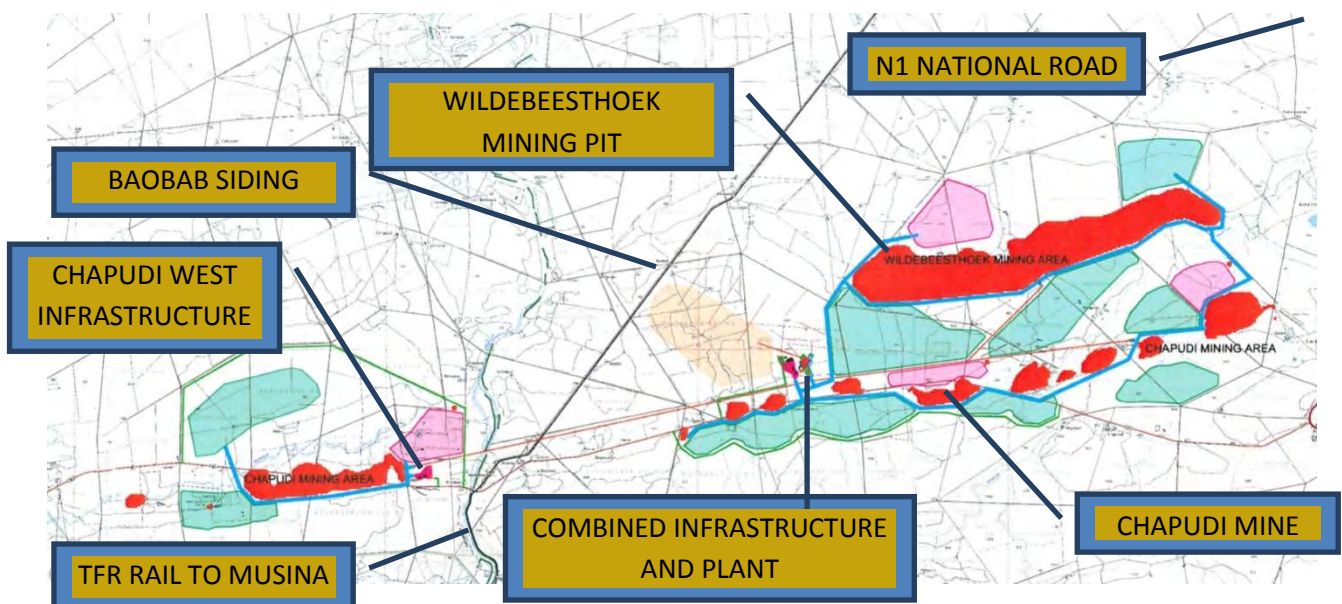 N1 NATIONAL ROAD
WILDEBEESTHOEK
MINING PIT
BAOBAB SIDING
CHAPUDI WEST
INFRASTRUCTURE
WILDEBEESTHOEK MINING AREA
CHAPUDI MINING AREA
CHAPUDI MINING AREA
COMBINED INFRASTRUCTURE
AND PLANT
CHAPUDI MINE
TFR RAIL TO MUSINA